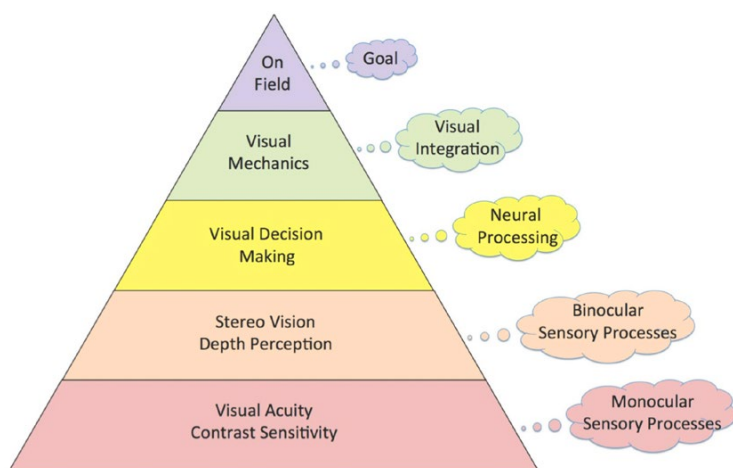 On
Field
Goal
Visual
Mechanics
Visual
Integration
Visual Decision
Making
Neural
Processing
Stereo Vision
Depth Perception
Binocular
Sensory Processes
Visual Acuity
Contrast Sensitivity
Monocular
Sensory Processes